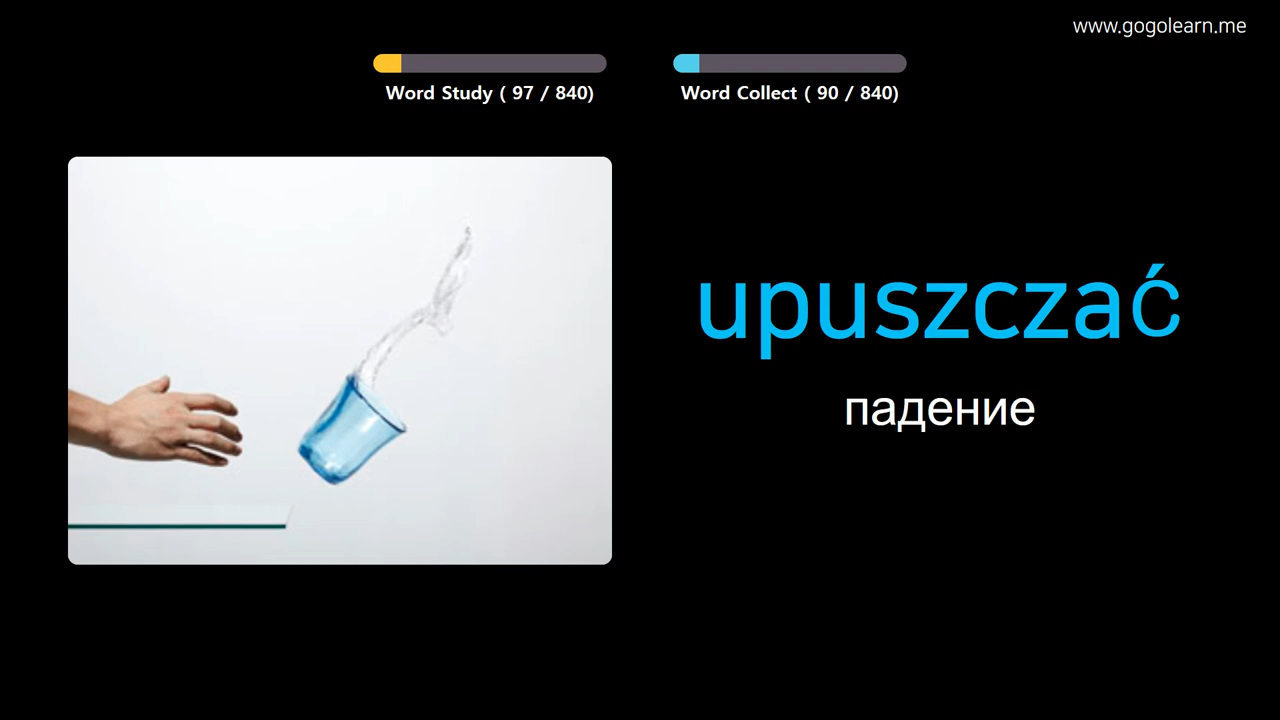 www.gogolearn.me
Word Study ( 97 / 840)
Word Collect ( 90 / 840)
upuszczać
падение